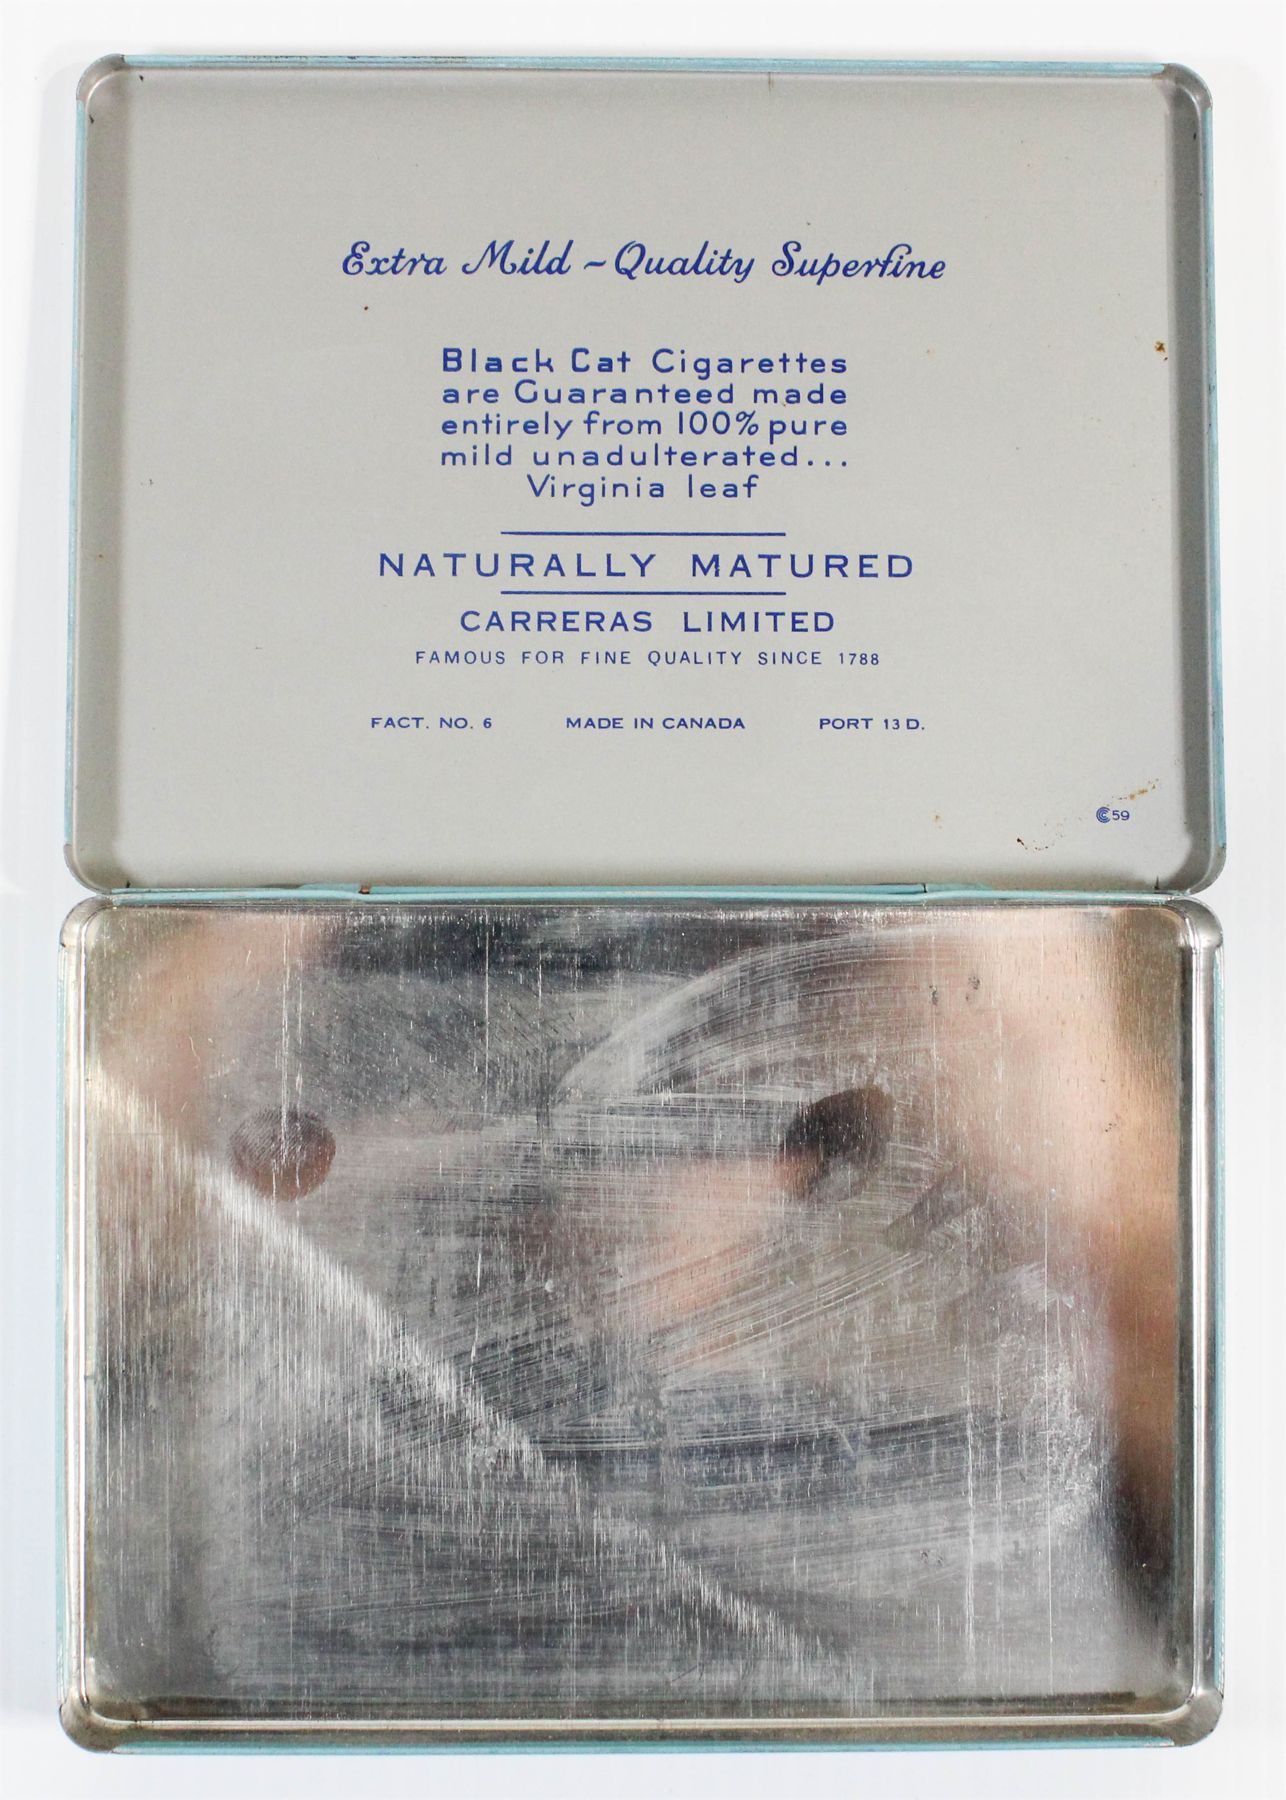 Extra Mild ~ Quality Superfine
Black Cat Cigarettes
are Guaranteed made
entirely from 100% pure
mild unadulterated...
Virginia leaf
NATURALLY MATURED
CARRERAS LIMITED
FAMOUS FOR FINE QUALITY SINCE 1788
FACT. NO. 6 MADE IN CANADA PORT 13 D.
59